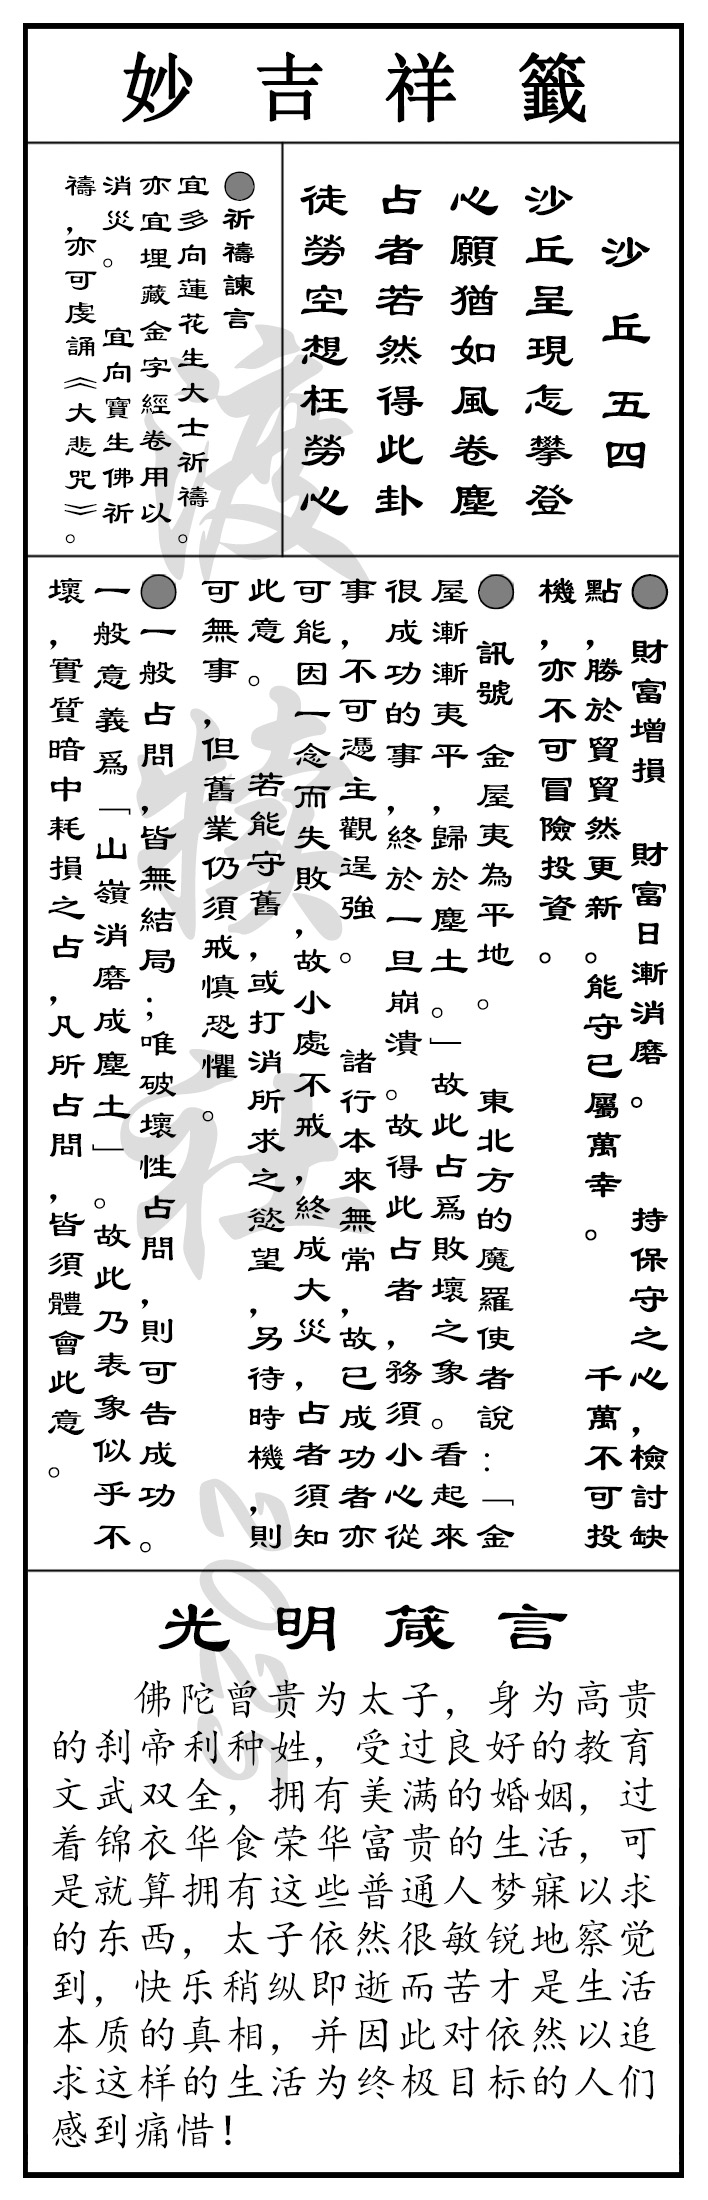 妙吉祥籤
沙丘 五四
沙丘呈現怎攀登
心願猶如風卷塵
占者若然得此卦
徒勞空想枉勞心
●祈禱諫言
宜多向蓮花生大士祈禱。
亦宜埋藏金字經卷用以
消災。 宜向寶生佛祈
禱，亦可虔誦《大悲咒》。
● 財富增損 財富日漸消磨。 持保守之心，檢討缺
點，勝於貿貿然更新。能守已屬萬幸。 千萬不可投
機，亦不可冒險投資。
● 訊號 金屋夷為平地。 東北方的魔羅使者說：「金
屋漸漸夷平，歸於塵土。」故此占爲敗壞之象。看起來
很成功的事，終於一旦崩潰。故得此占者，務須小心從
事，不可憑主觀逞強。 諸行本來無常，故已成功者亦
可能因一念而失敗，故小處不戒，終成大災，占者須知
此意。 若能守舊，或打消所求之慾望，另待時機，則
可無事，但舊業仍須戒慎恐懼。
●一般占問，皆無結局；唯破壞性占問，則可告成功。
一般意義爲「山嶺消磨成塵土」。故此乃表象似乎不
壞，實質暗中耗損之占，凡所占問，皆須體會此意。
光明箴言
佛陀曾贵为太子，身为高贵
的刹帝利种姓，受过良好的教育
文武双全，拥有美满的婚姻，过
着锦衣华食荣华富贵的生活，可
是就算拥有这些普通人梦寐以求
的东西，太子依然很敏锐地察觉
到，快乐稍纵即逝而苦才是生活
本质的真相，并因此对依然以追
求这样的生活为终极目标的人们
感到痛惜！
渡犊社 2025